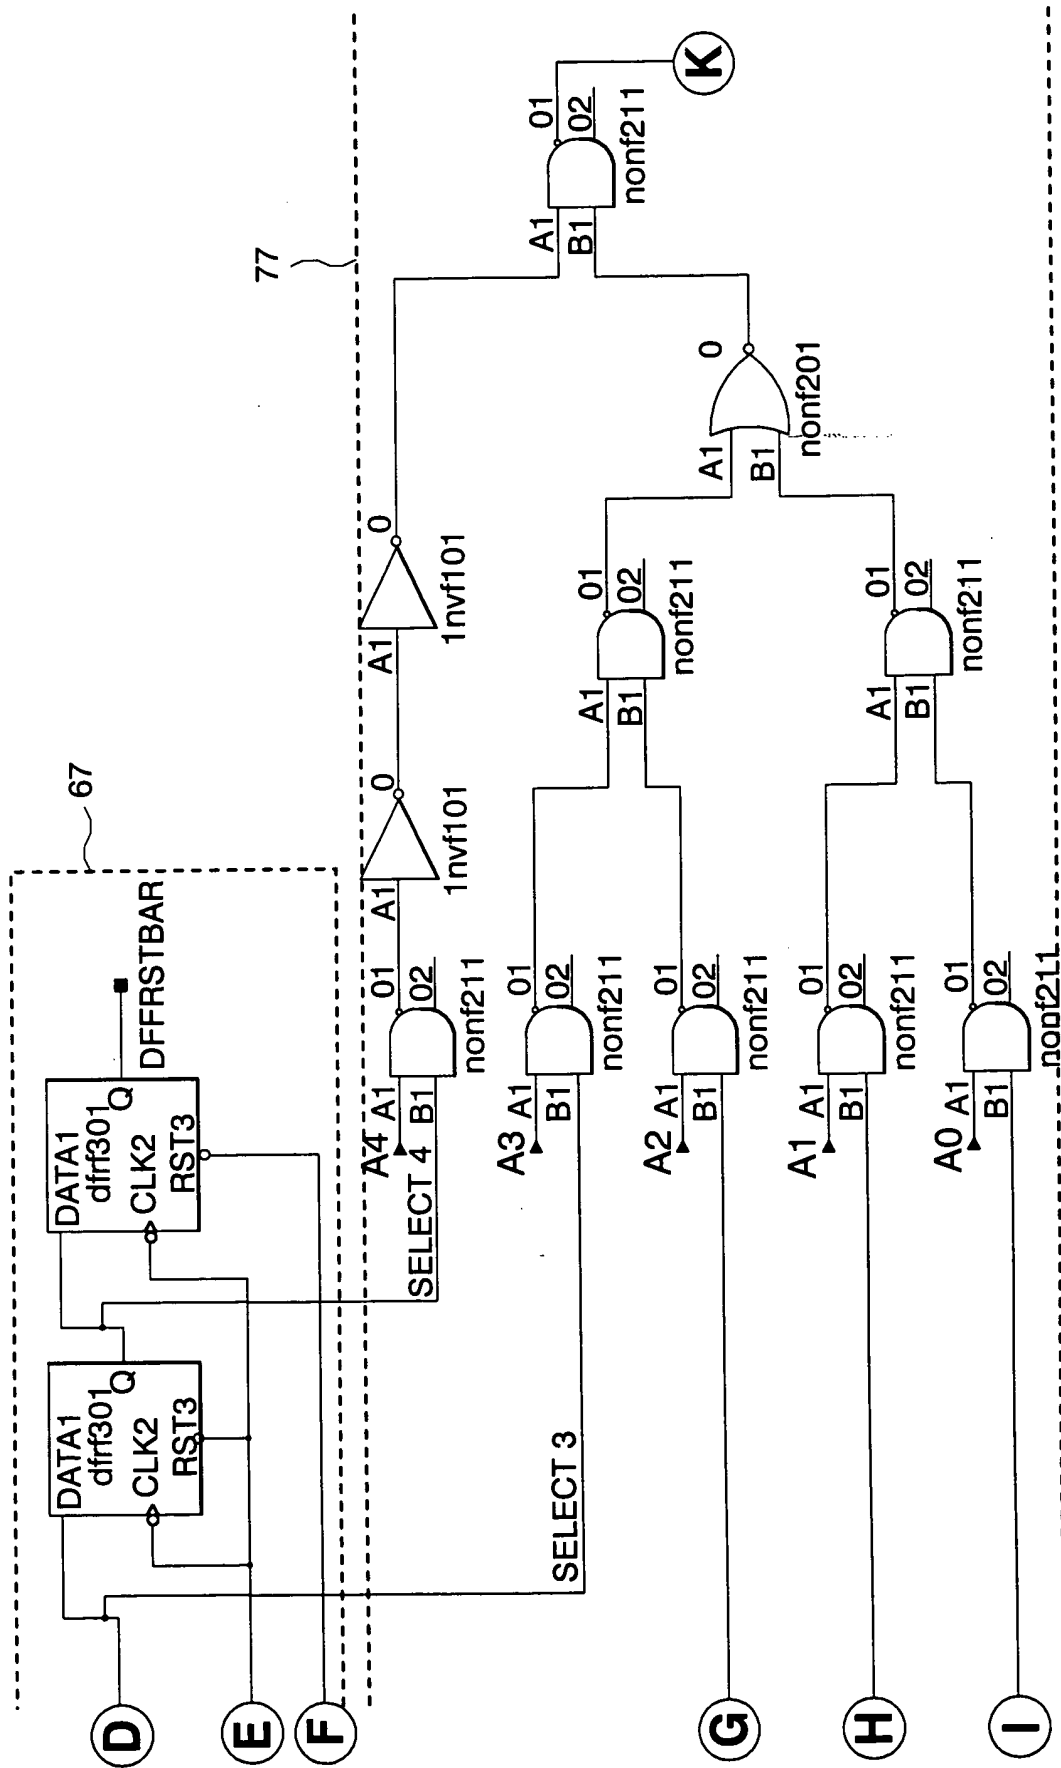 67
77
DATA1
dfrf301
Q
CLK2
RST3
DATA1
dfrf301
Q
CLK2
RST3
DFFRSTBAR
D
E
F
SELECT 4
SELECT 3
A4
A1
B1
01
02
nonf211
A1
0
1nvf101
A1
0
1nvf101
A3
A1
B1
01
02
nonf211
A2
A1
B1
01
02
nonf211
A1
A1
B1
01
02
nonf211
A0
A1
B1
01
02
nonf211
A1
B1
01
02
nonf211
A1
B1
01
02
nonf211
A1
B1
0
nonf201
A1
B1
01
02
nonf211
K
G
H
I